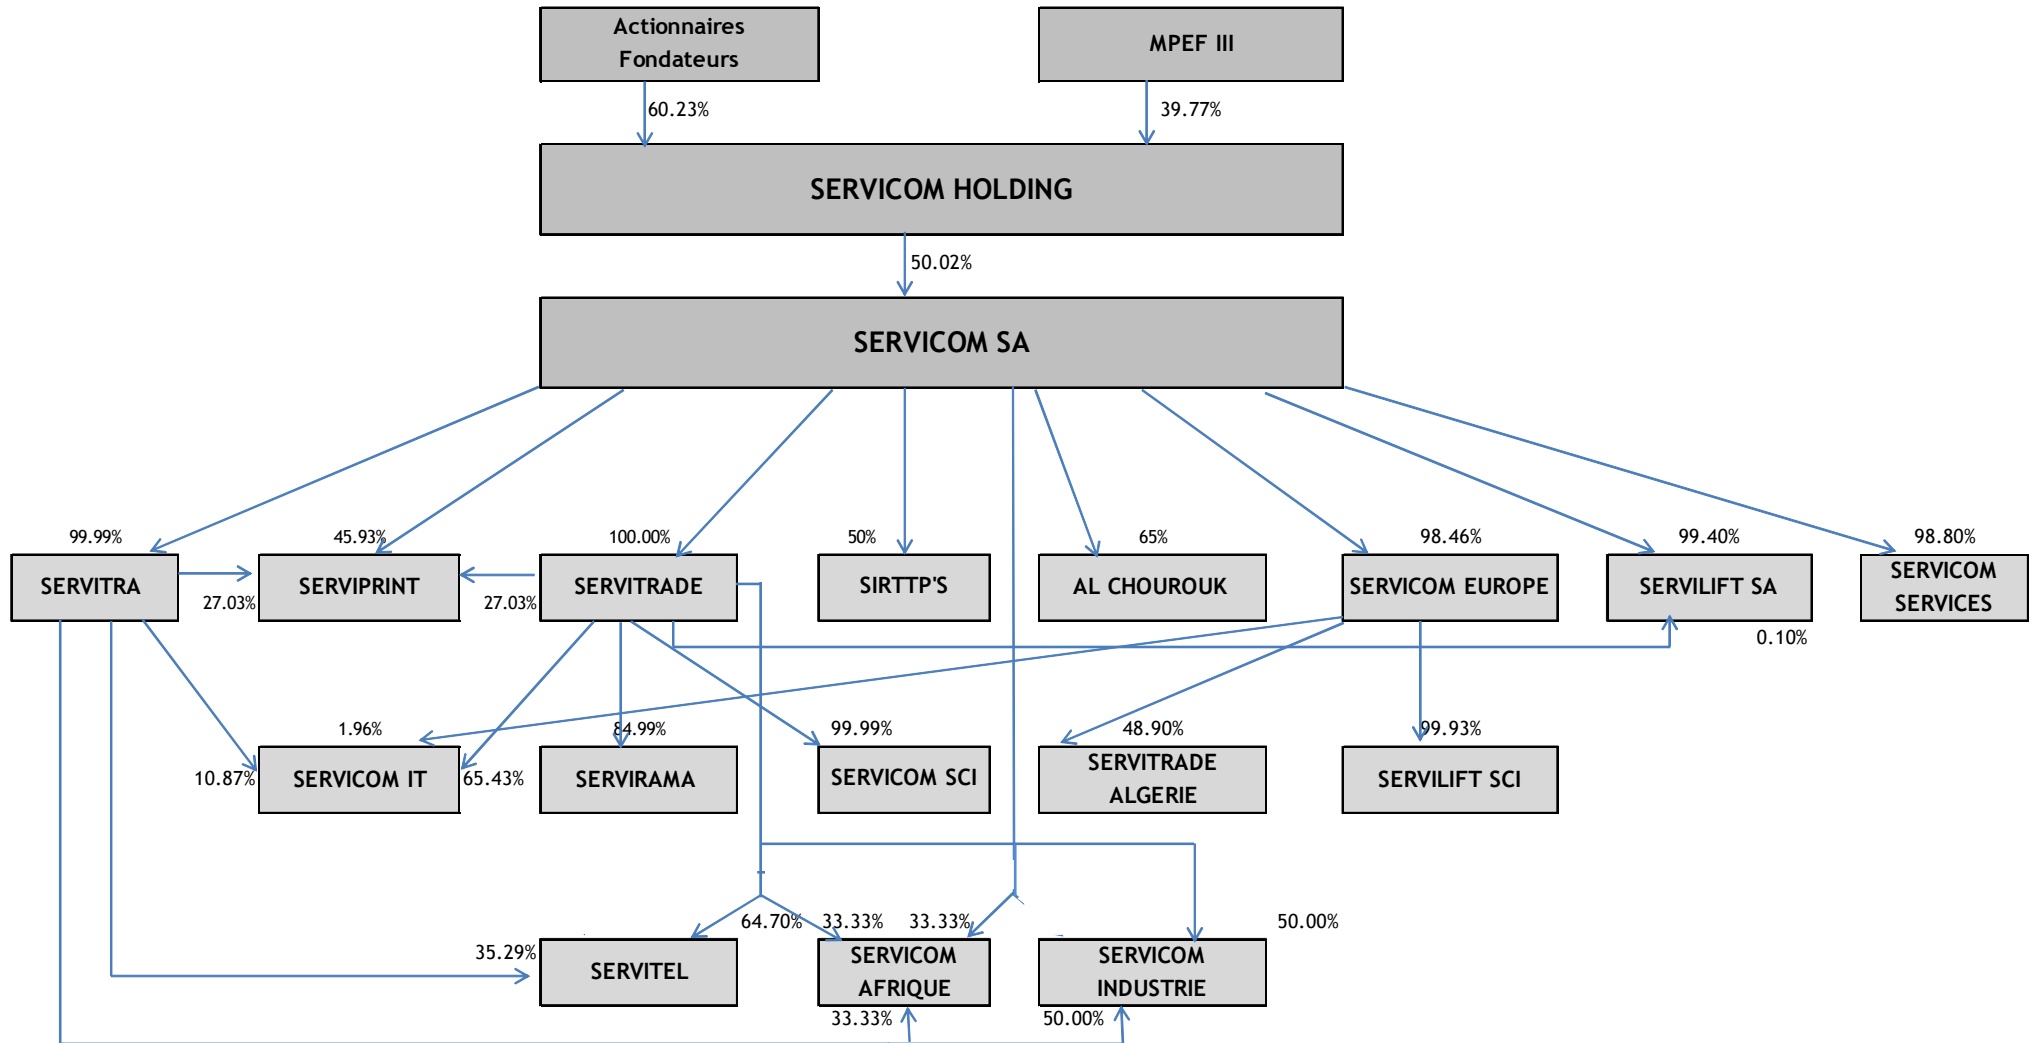 Actionnaires
Fondateurs
MPEF III
60.23%
39.77%
SERVICOM HOLDING
50.02%
SERVICOM SA
99.99%
45.93%
100.00%
50%
65%
98.46%
99.40%
98.80%
SERVITRA
SERVIPRINT
SERVITRADE
SIRTTP'S
AL CHOUROUK
SERVICOM EUROPE
SERVILIFT SA
SERVICOM
SERVICES
27.03%
27.03%
0.10%
1.96%
84.99%
99.99%
48.90%
99.93%
10.87%
SERVICOM IT
65.43%
SERVIRAMA
SERVICOM SCI
SERVITRADE
ALGERIE
SERVILIFT SCI
64.70%
33.33%
33.33%
50.00%
35.29%
SERVITEL
SERVICOM
AFRIQUE
SERVICOM
INDUSTRIE
33.33%
50.00%